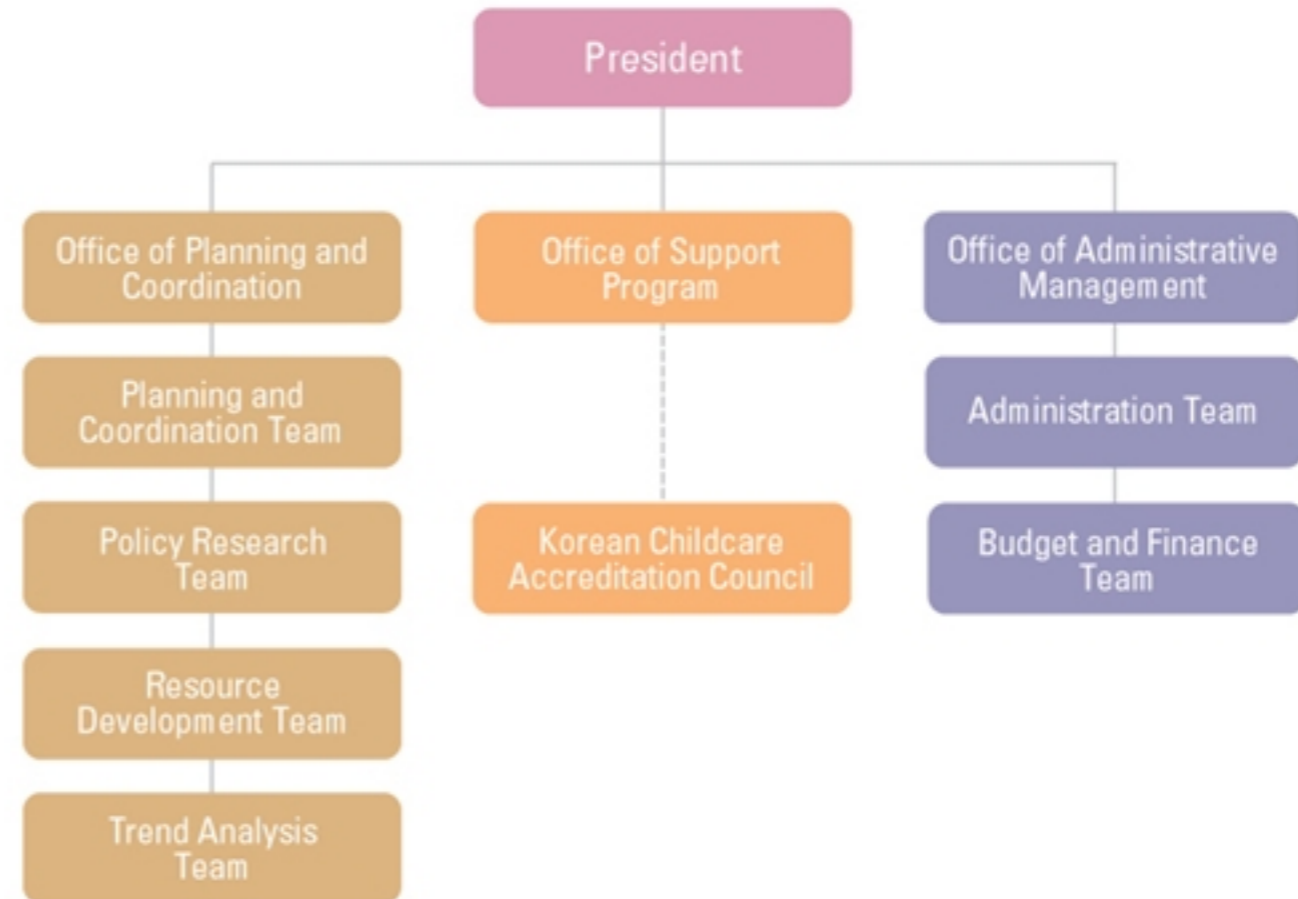 President
Office of Planning and
Coordination
Office of Support
Program
Office of Administrative
Management
Planning and
Coordination Team
Administration Team
Policy Research
Team
Korean Childcare
Accreditation Council
Budget and Finance
Team
Resource
Development Team
Trend Analysis
Team